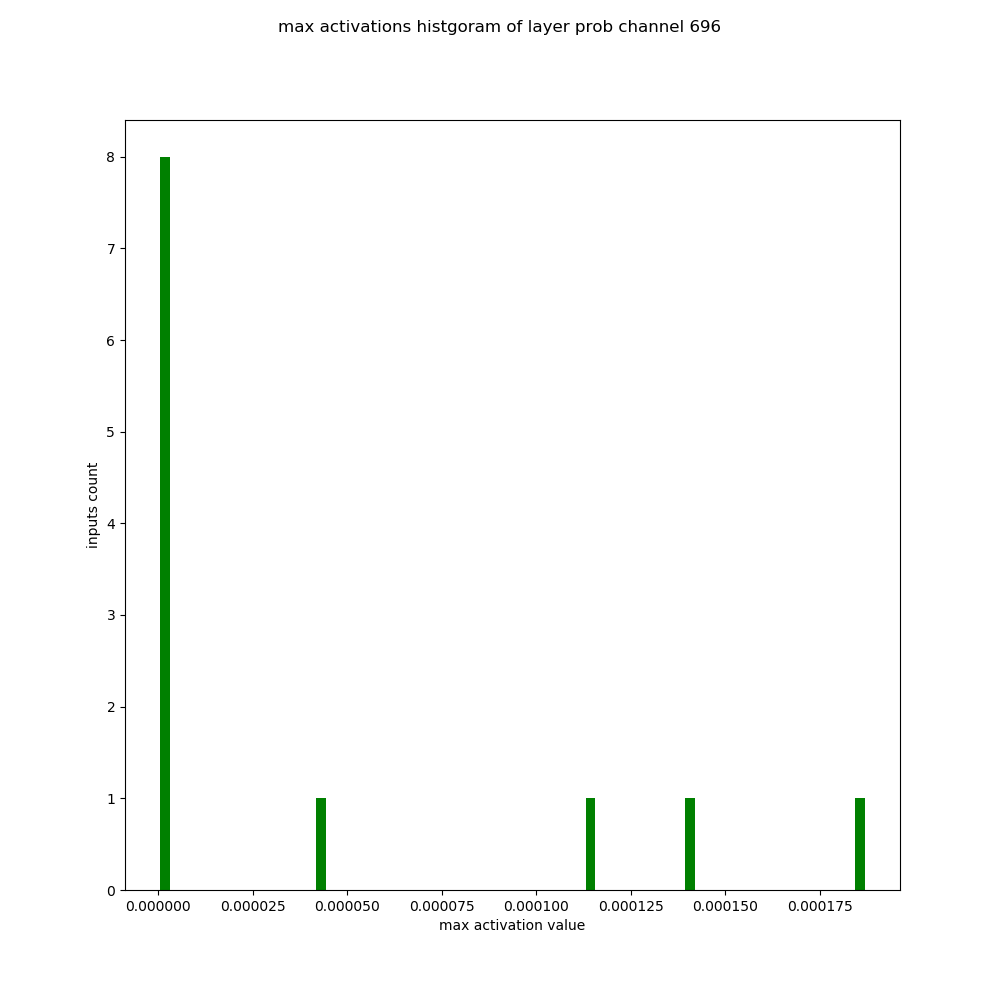 max activations histgoram of layer prob channel 696
8
7
6
5
4
3
2
1
0
inputs count
0.000000 0.000025 0.000050 0.000075 0.000100 0.000125 0.000150 0.000175
max activation value